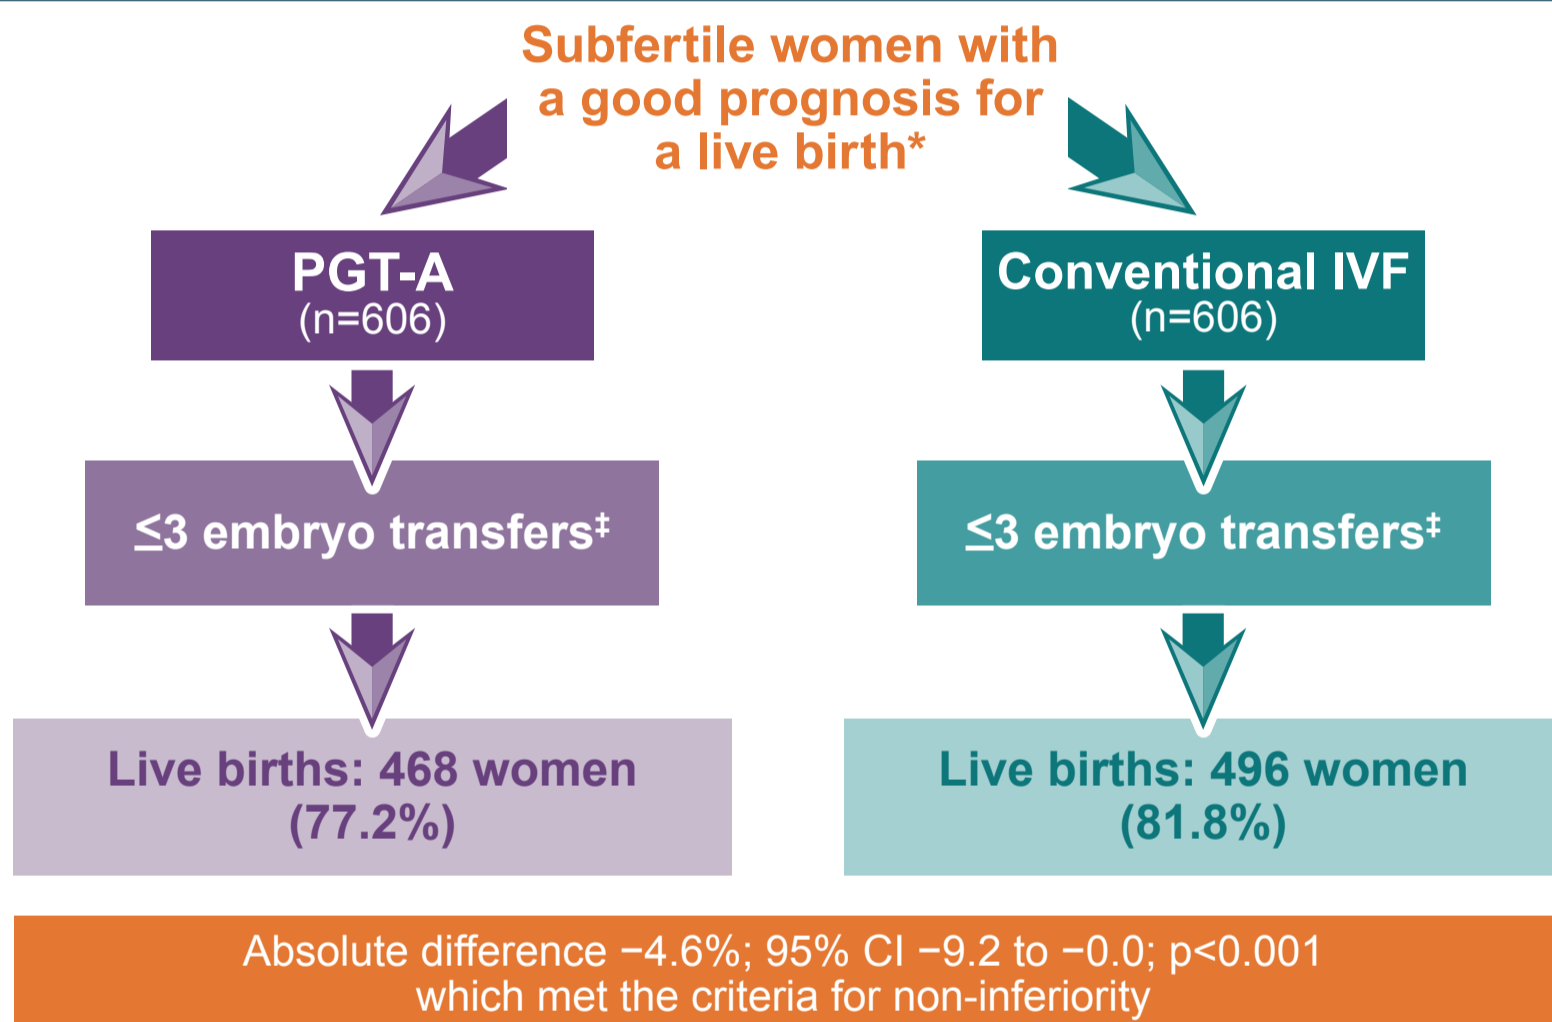 Subfertile women with
a good prognosis for
a live birth*
PGT-A
(n=606)
Conventional IVF
(n=606)
≤3 embryo transfers‡
≤3 embryo transfers‡
Live births: 468 women
(77.2%)
Live births: 496 women
(81.8%)
Absolute difference −4.6%; 95% CI −9.2 to −0.0; p<0.001
which met the criteria for non-inferiority